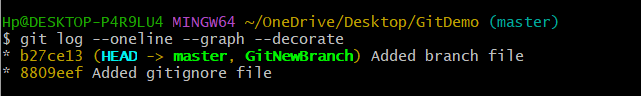 Hp@DESKTOP-P4R9LU4 MINGW64 ~/OneDrive/Desktop/GitDemo (master)
$ git log --oneline --graph --decorate
* b27ce13 (HEAD -> master, GitNewBranch) Added branch file
* 8809eef Added gitignore file